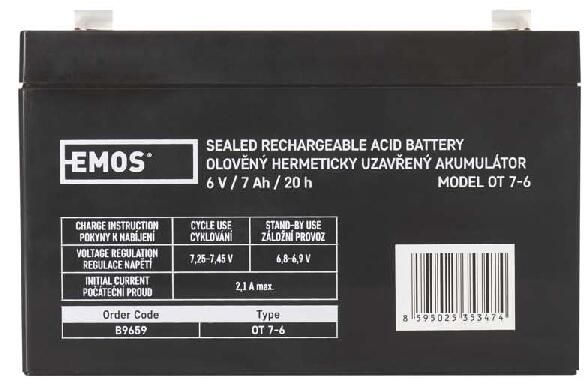 EMOS®
SEALED RECHARGEABLE ACID BATTERY
OLOVĚNÝ HERMETICKY UZAVŘENÝ AKUMULÁTOR
6 V / 7 Ah / 20 h MODEL OT 7-6
CHARGE INSTRUCTION
POKYNY K NABÍJENÍ
CYCLE USE
CYKLOVÁNÍ
STAND-BY USE
ZÁLOŽNÍ PROVOZ
VOLTAGE REGULATION
REGULACE NAPĚTÍ
7,25-7,45 V
6,8-6,9 V
INITIAL CURRENT
POČÁTEČNÍ PROUD
2,1 A max.
Order Code Type
B9659 OT 7-6
8 595025 353474